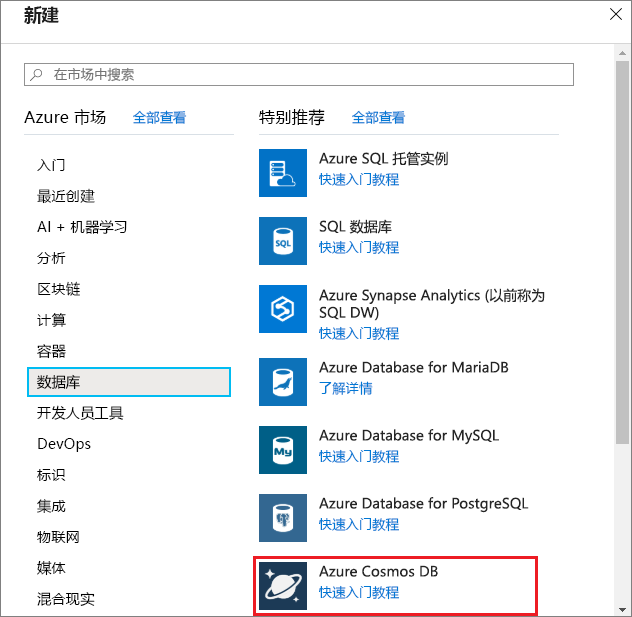 新建
在市场中搜索
Azure 市场
全部查看
入门
最近创建
AI + 机器学习
分析
区块链
计算
容器
数据库
开发人员工具
DevOps
标识
集成
物联网
媒体
混合现实
特别推荐
全部查看
Azure SQL 托管实例
快速入门教程
SQL
SQL 数据库
快速入门教程
Azure Synapse Analytics (以前称为
SQL DW)
快速入门教程
Azure Database for MariaDB
了解详情
My
Azure Database for MySQL
快速入门教程
Azure Database for PostgreSQL
快速入门教程
Azure Cosmos DB
快速入门教程